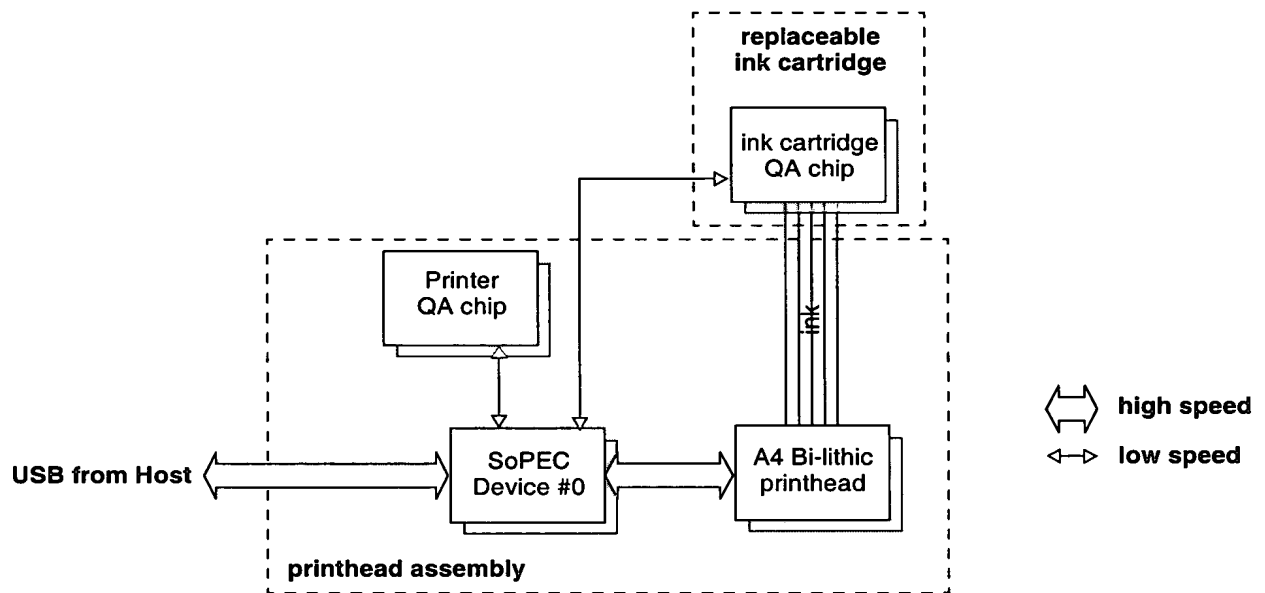 replaceable
ink cartridge
ink cartridge
QA chip
Printer
QA chip
ink
high speed
low speed
USB from Host
SoPEC
Device #0
A4 Bi-lithic
printhead
printhead assembly